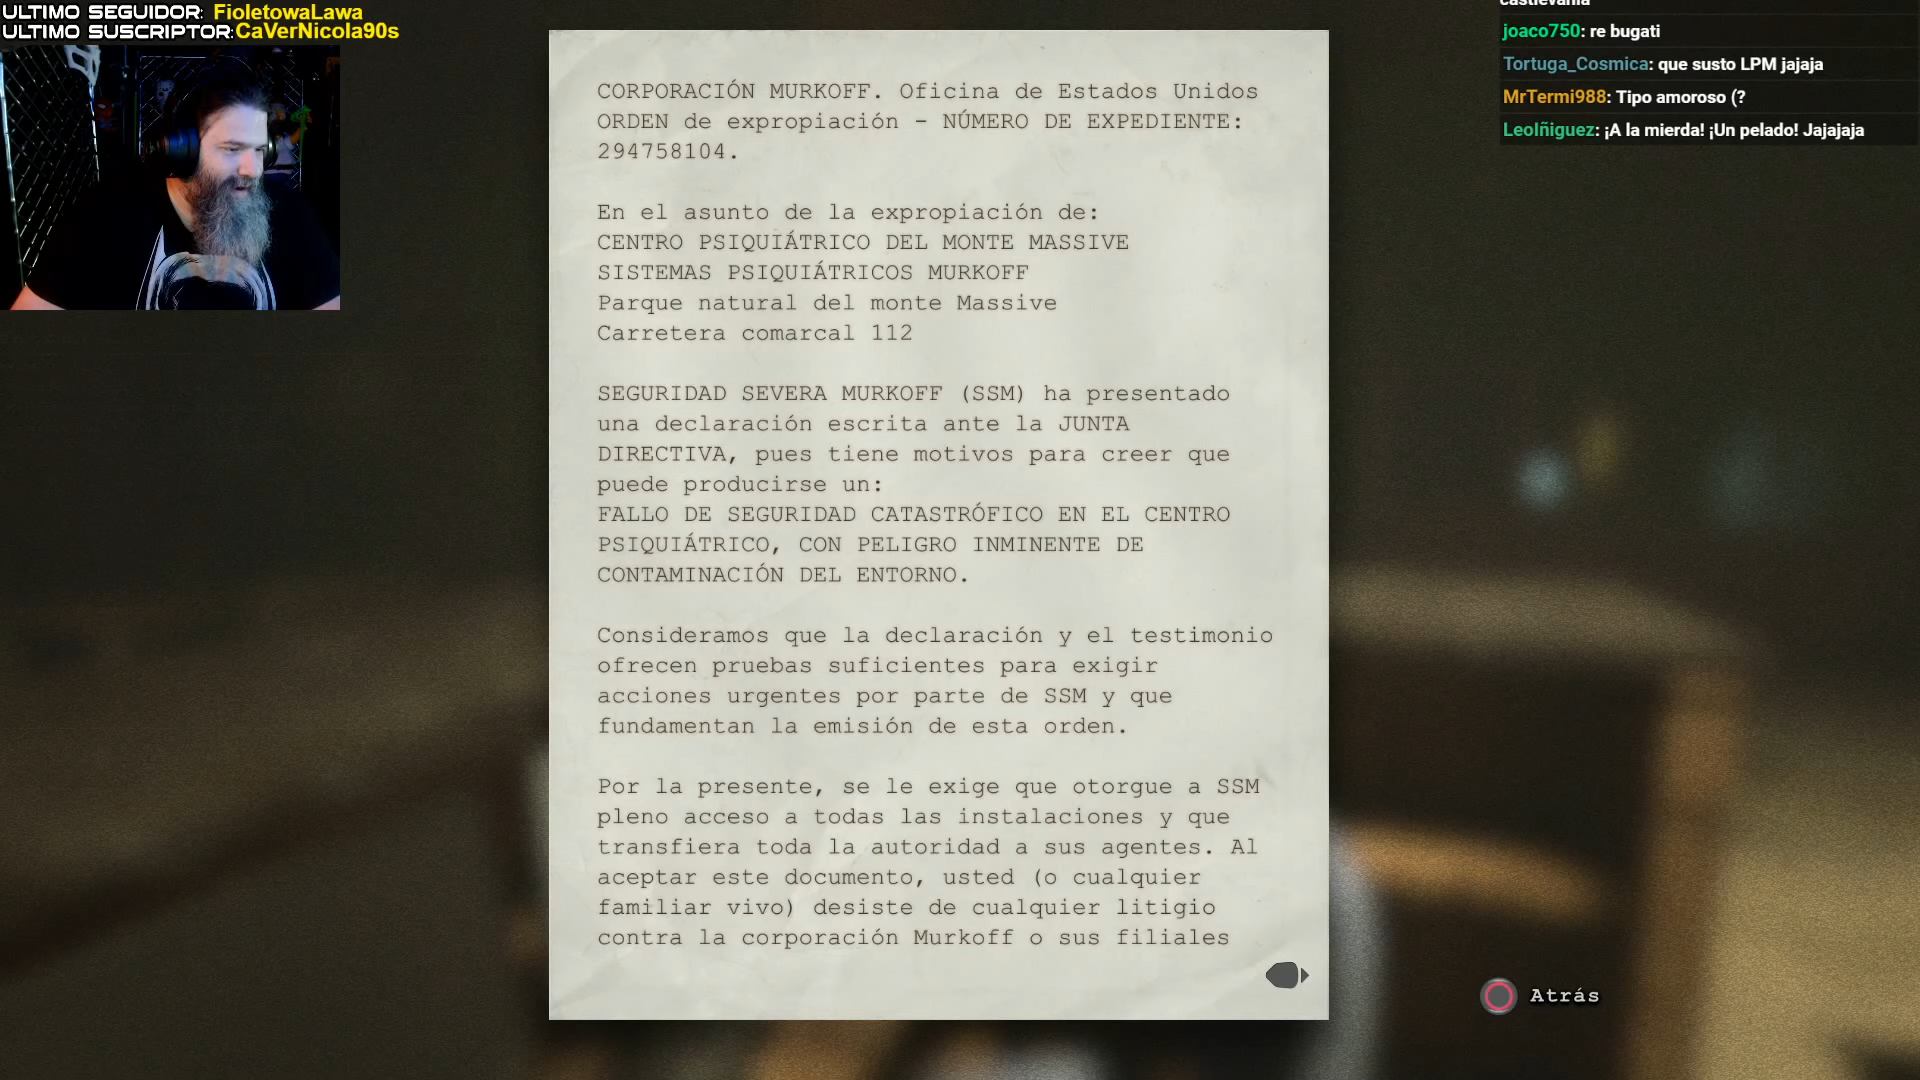 ULTIMO SEGUIDOR: FioletowaLawa
ULTIMO SUSCRIPTOR:CaVerNicola90s
castlevania
joaco750: re bugati
Tortuga_Cosmica: que susto LPM jajaja
MrTermi988: Tipo amoroso (?
LeoIñiguez: ¡A la mierda! ¡Un pelado! Jajajaja
CORPORACIÓN MURKOFF. Oficina de Estados Unidos
ORDEN de expropiación - NÚMERO DE EXPEDIENTE:
294758104.
En el asunto de la expropiación de:
CENTRO PSIQUIÁTRICO DEL MONTE MASSIVE
SISTEMAS PSIQUIÁTRICOS MURKOFF
Parque natural del monte Massive
Carretera comarcal 112
SEGURIDAD SEVERA MURKOFF (SSM) ha presentado
una declaración escrita ante la JUNTA
DIRECTIVA, pues tiene motivos para creer que
puede producirse un:
FALLO DE SEGURIDAD CATASTRÓFICO EN EL CENTRO
PSIQUIÁTRICO, CON PELIGRO INMINENTE DE
CONTAMINACIÓN DEL ENTORNO.
Consideramos que la declaración y el testimonio
ofrecen pruebas suficientes para exigir
acciones urgentes por parte de SSM y que
fundamentan la emisión de esta orden.
Por la presente, se le exige que otorgue a SSM
pleno acceso a todas las instalaciones y que
transfiera toda la autoridad a sus agentes. Al
aceptar este documento, usted (o cualquier
familiar vivo) desiste de cualquier litigio
contra la corporación Murkoff o sus filiales
Atrás